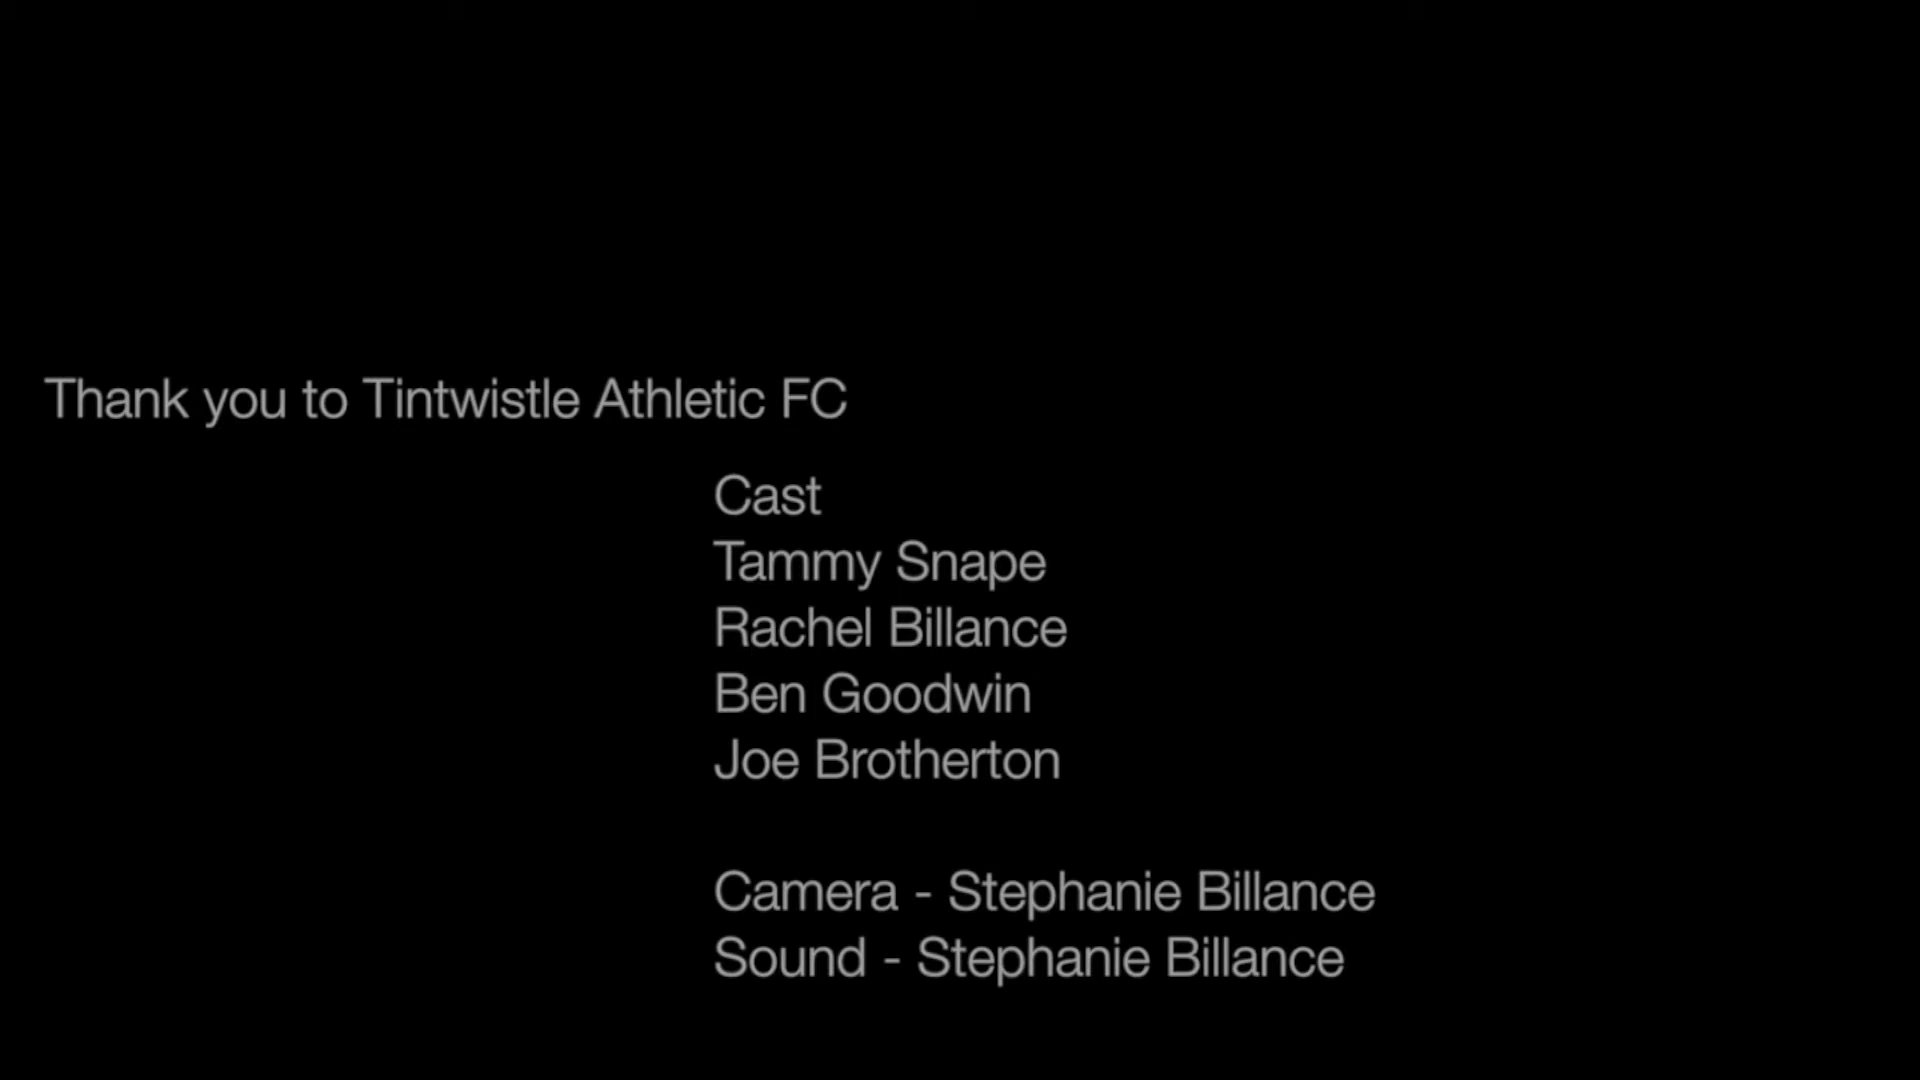 Thank you to Tintwistle Athletic FC
Cast
Tammy Snape
Rachel Billance
Ben Goodwin
Joe Brotherton
Camera - Stephanie Billance
Sound - Stephanie Billance